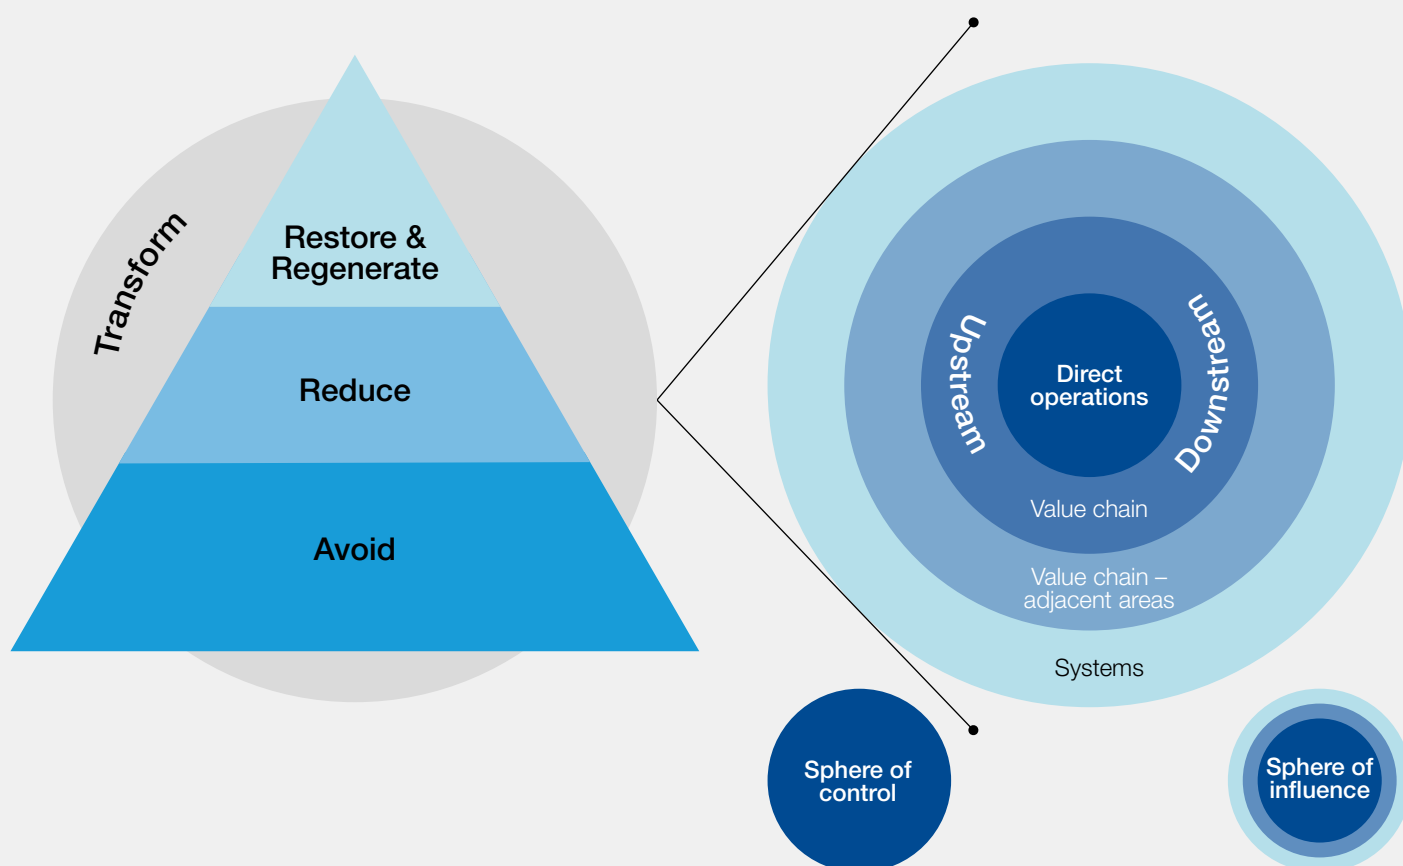 Transform
Restore &
Regenerate
Reduce
Avoid
Upstream
Direct
operations
Downstream
Value chain
Value chain –
adjacent areas
Systems
Sphere of
control
Sphere of
influence